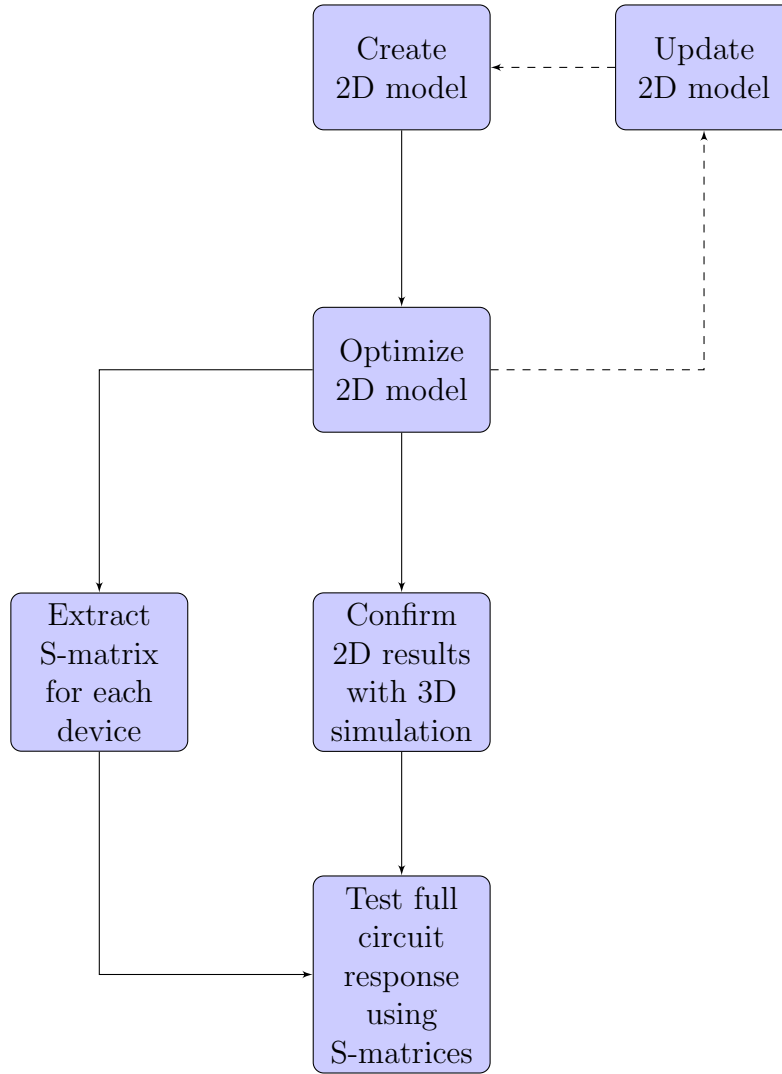 Create
2D model
Update
2D model
Optimize
2D model
Extract
S-matrix
for each
device
Confirm
2D results
with 3D
simulation
Test full
circuit
response
using
S-matrices